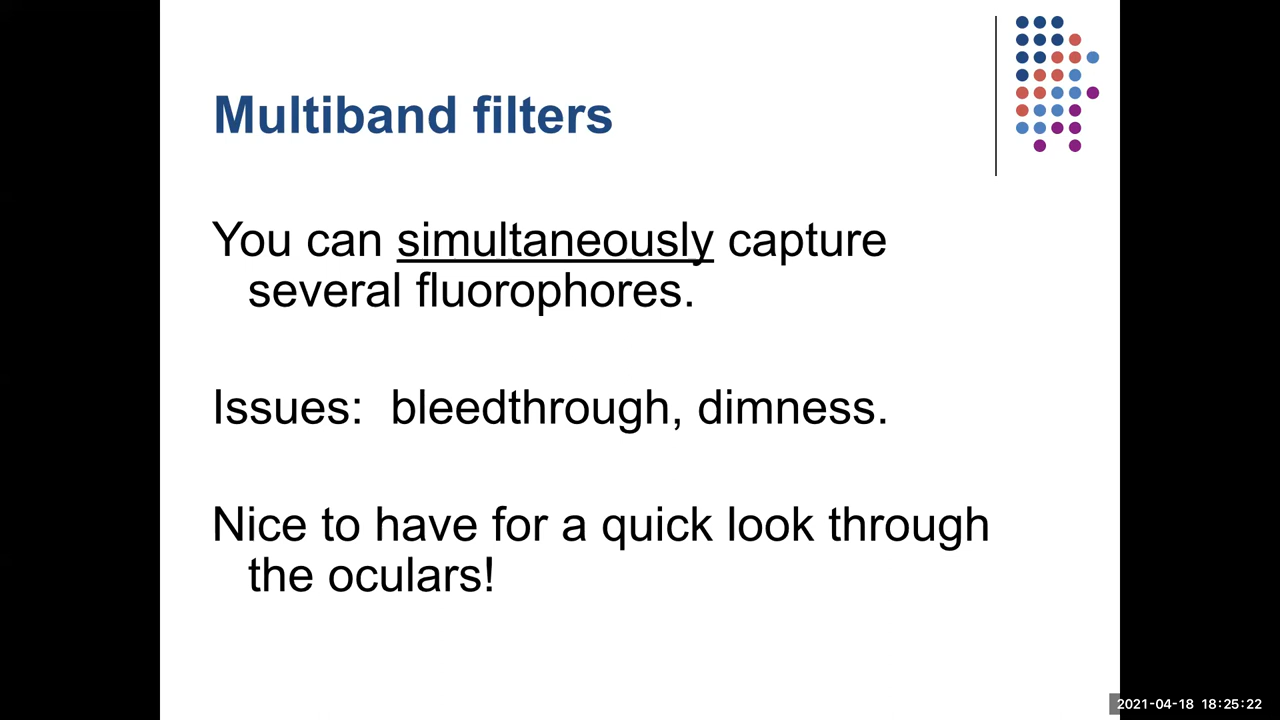 Multiband filters
You can simultaneously capture
several fluorophores.
Issues:  bleedthrough, dimness.
Nice to have for a quick look through
the oculars!
2021-04-18 18:25:22